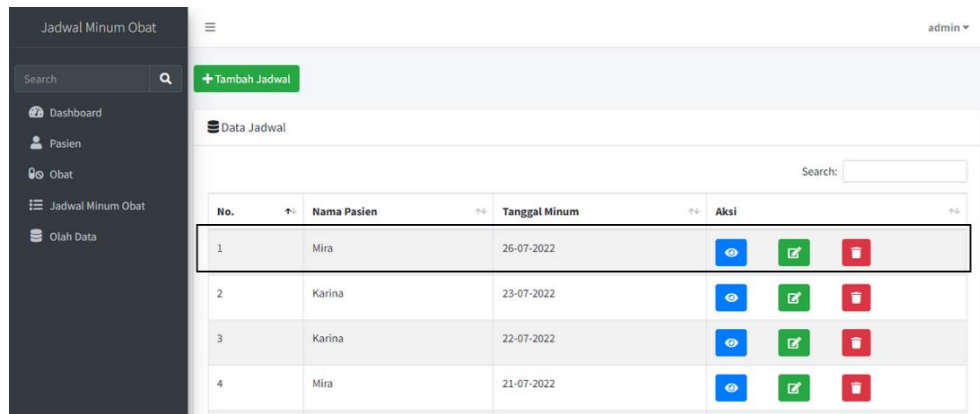 Jadwal Minum Obat
admin
Search
Tambah Jadwal
Dashboard
Pasien
Obat
Jadwal Minum Obat
Olah Data
Data Jadwal
Search:
No. Nama Pasien Tanggal Minum Aksi
1 Mira 26-07-2022
2 Karina 23-07-2022
3 Karina 22-07-2022
4 Mira 21-07-2022